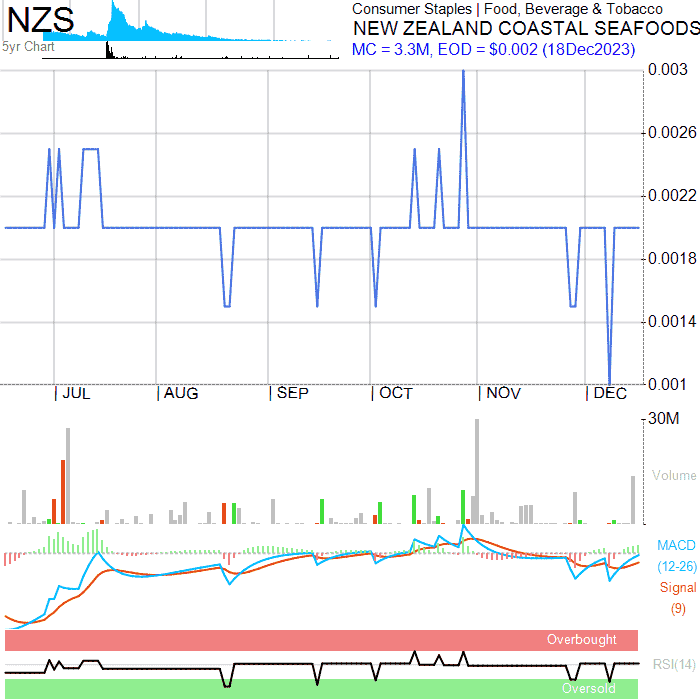 NZS
Consumer Staples | Food, Beverage & Tobacco
NEW ZEALAND COASTAL SEAFOODS
5yr Chart
MC = 3.3M, EOD = $0.002 (18Dec2023)
0.003
0.0026
0.0022
0.0018
0.0014
0.001
| JUL | AUG | SEP | OCT | NOV | DEC
30M
Volume
MACD
(12-26)
Signal
(9)
Overbought
RSI(14)
Oversold